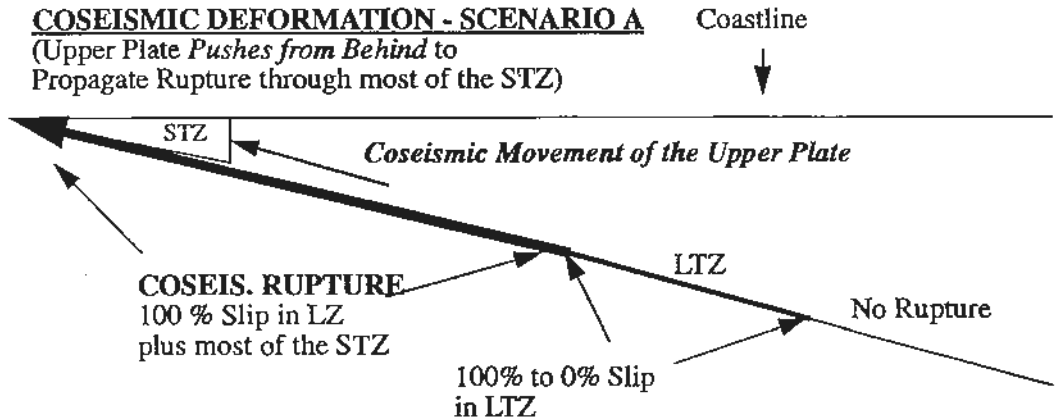 COSEISMIC DEFORMATION - SCENARIO A
Coastline
(Upper Plate Pushes from Behind to
Propagate Rupture through most of the STZ)
STZ
Coseismic Movement of the Upper Plate
LTZ
COSEIS. RUPTURE
100 % Slip in LZ
plus most of the STZ
No Rupture
100% to 0% Slip
in LTZ